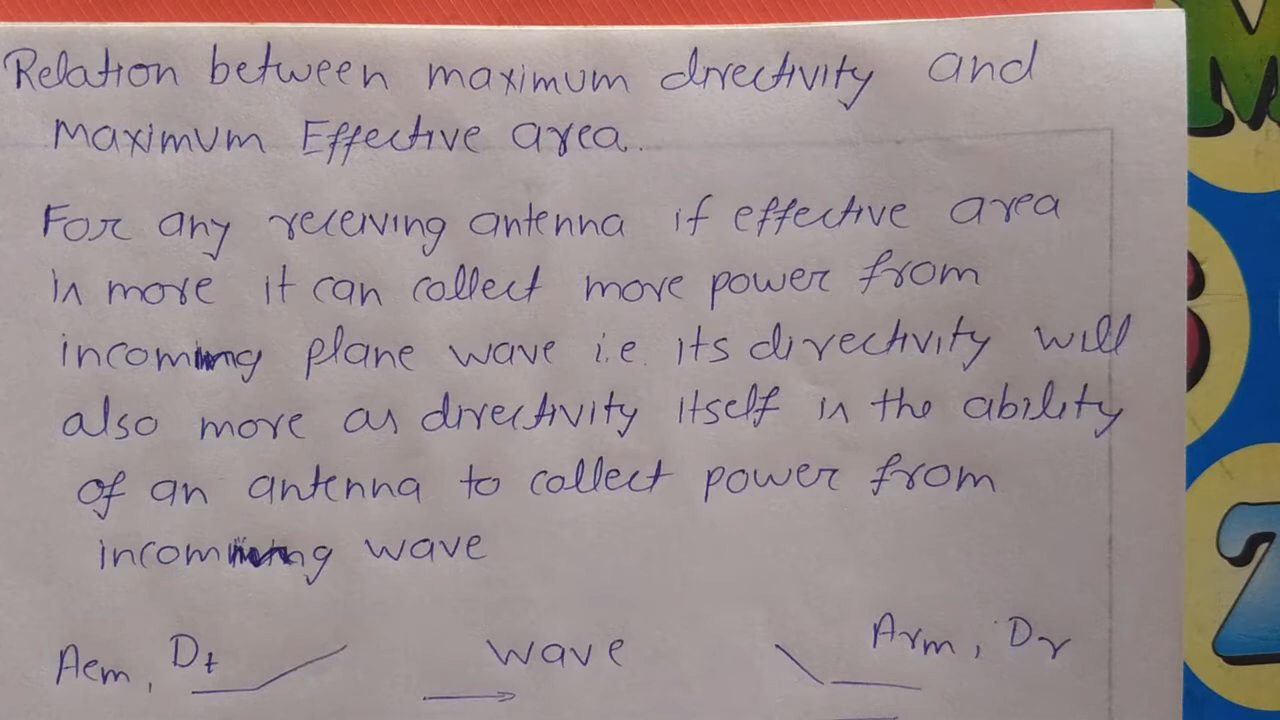 Relation between maximum directivity and
Maximum Effective area.
For any receiving antenna if effective area
is more it can collect more power from
incoming plane wave i.e. its directivity will
also more as directivity itself is the ability
of an antenna to collect power from
incoming wave
Aem, Dt wave Arm, Dr